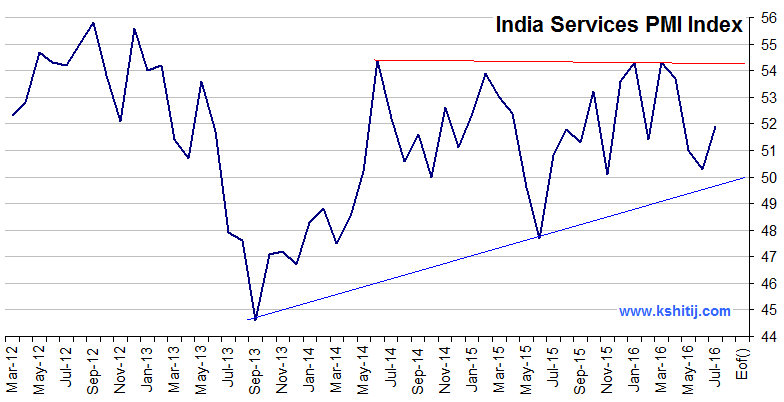 India Services PMI Index
56
55
54
53
52
51
50
49
48
47
46
45
44
www.kshitij.com
Mar-12
May-12
Jul-12
Sep-12
Nov-12
Jan-13
Mar-13
May-13
Jul-13
Sep-13
Nov-13
Jan-14
Mar-14
May-14
Jul-14
Sep-14
Nov-14
Jan-15
Mar-15
May-15
Jul-15
Sep-15
Nov-15
Jan-16
Mar-16
May-16
Jul-16
Eof()